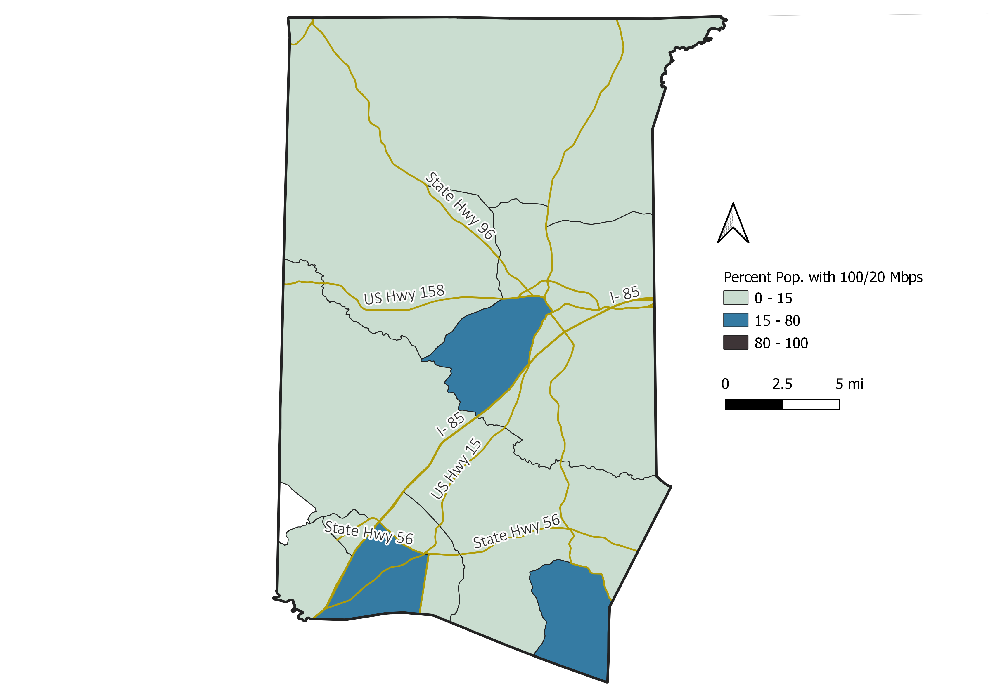 State Hwy 96
US Hwy 158
I- 85
I- 85
US Hwy 15
State Hwy 56
State Hwy 56
Percent Pop. with 100/20 Mbps
0 - 15
15 - 80
80 - 100
0 2.5 5 mi